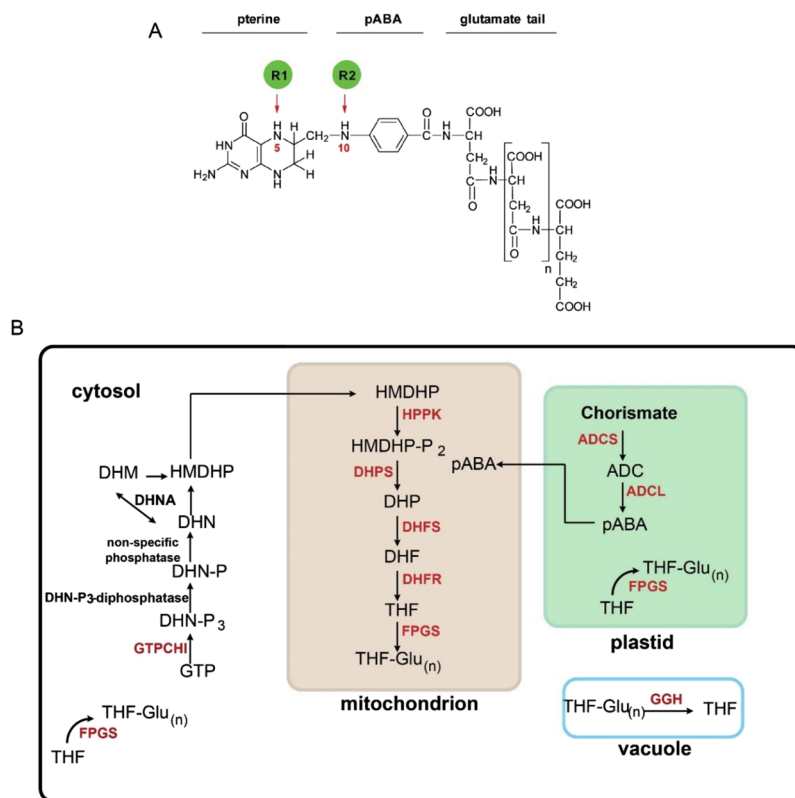 A
pterine pABA glutamate tail
R1 R2
O
HN
H2N
N
N
H
H
N
5
H
H
H
CH2
H
N
10
O
H
N
COOH
CH2
O
H
N
COOH
CH2
O
H
N
n
COOH
CH2
CH2
COOH
B
cytosol
DHM
HMDHP
DHNA
DHN
non-specific
phosphatase
DHN-P
DHN-P3-diphosphatase
DHN-P3
GTPCHI
GTP
THF-Glu(n)
FPGS
THF
HMDHP
HPPK
HMDHP-P2
DHPS
pABA
DHP
DHFS
DHF
DHFR
THF
FPGS
THF-Glu(n)
mitochondrion
Chorismate
ADCS
ADC
ADCL
pABA
THF-Glu(n)
FPGS
THF
plastid
THF-Glu(n)
GGH
THF
vacuole